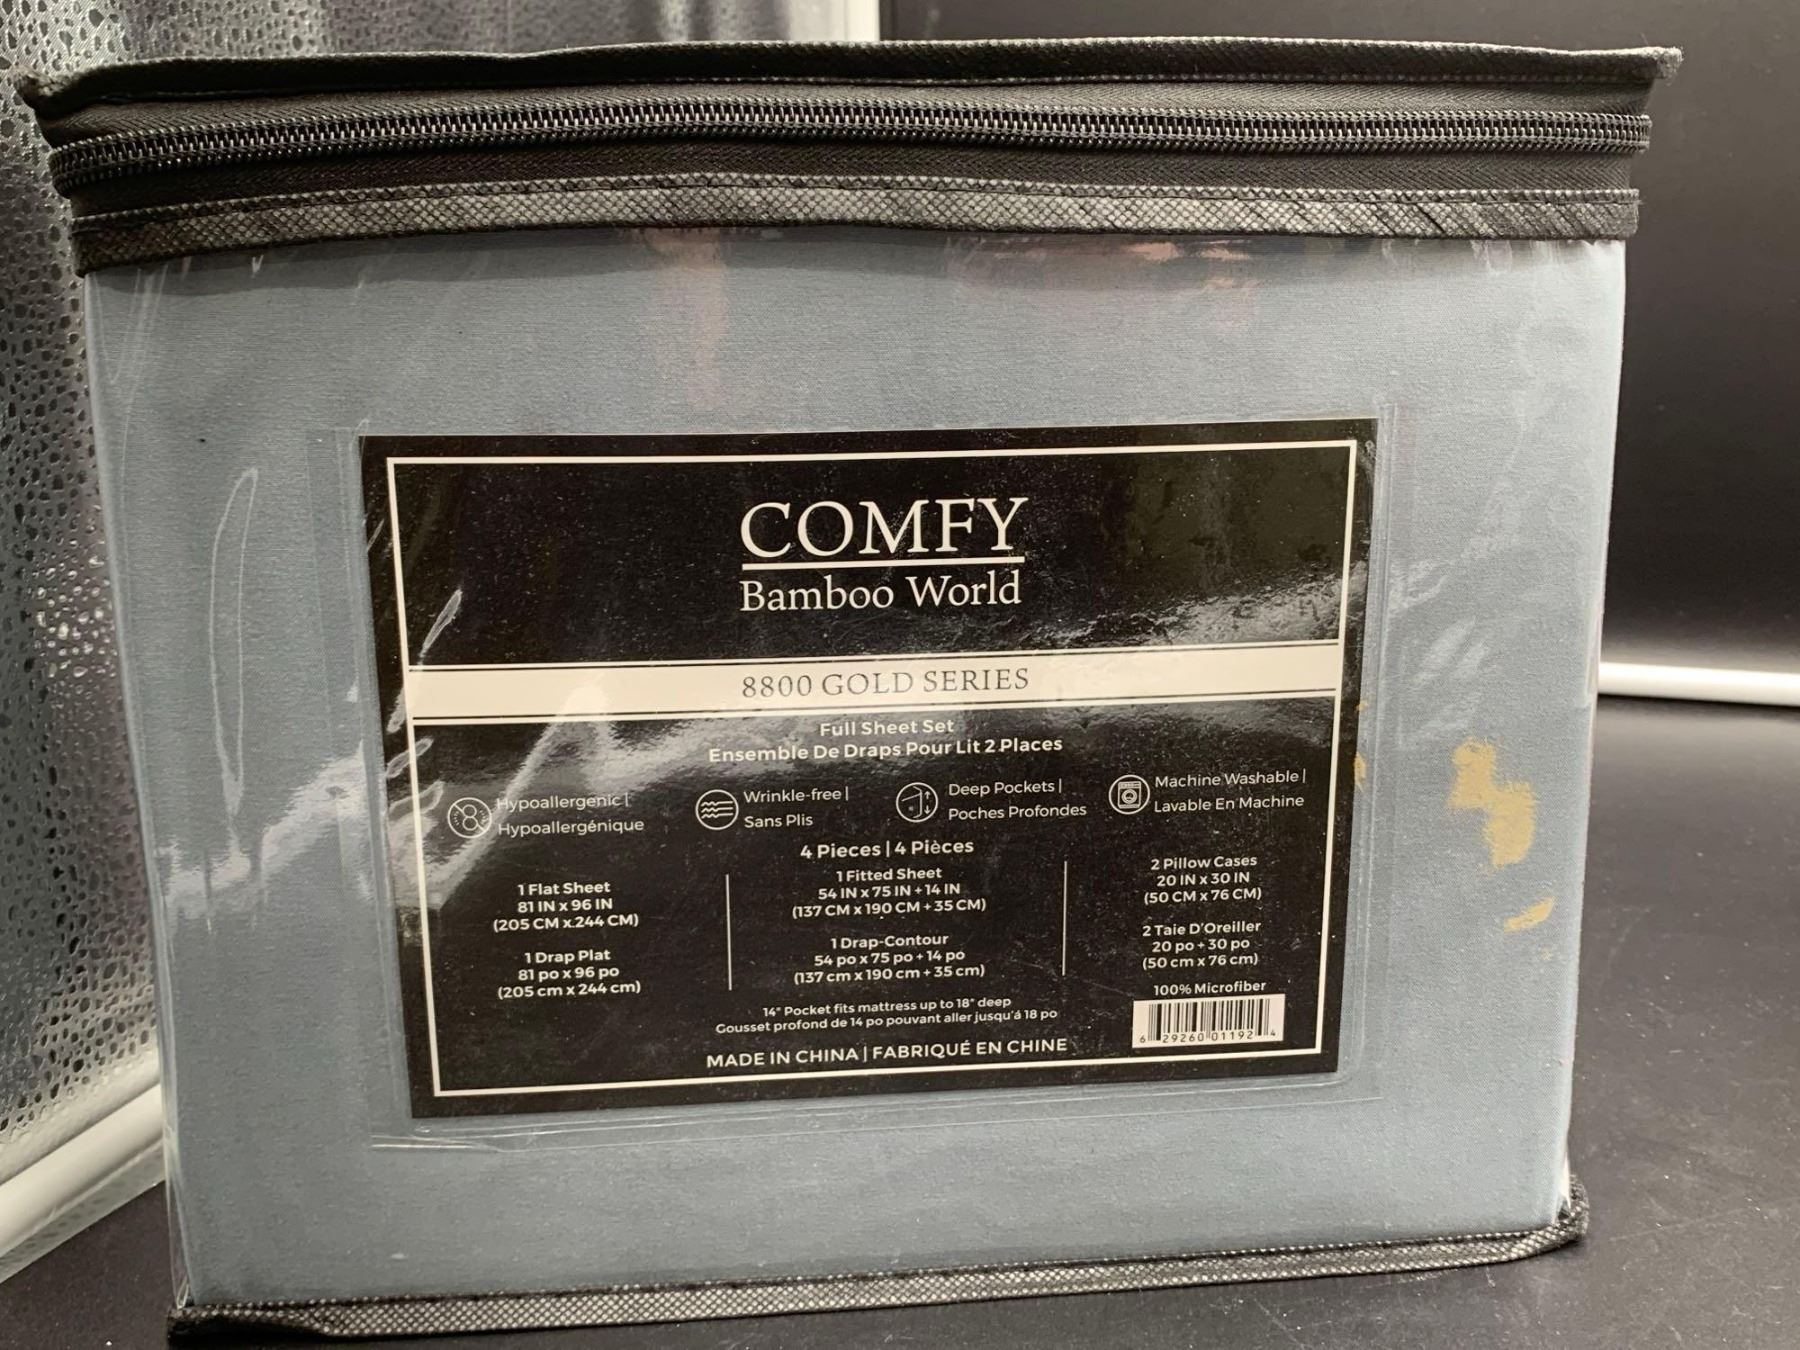 COMFY
Bamboo World
8800 GOLD SERIES
Full Sheet Set
Ensemble De Draps Pour Lit 2 Places
Hypoallergenic |
Hypoallergénique
Wrinkle-free |
Sans Plis
Deep Pockets |
Poches Profondes
Machine Washable |
Lavable En Machine
4 Pieces | 4 Pièces
1 Flat Sheet
81 IN x 96 IN
(205 CM x 244 CM)
1 Drap Plat
81 po x 96 po
(205 cm x 244 cm)
1 Fitted Sheet
54 IN x 75 IN + 14 IN
(137 CM x 190 CM + 35 CM)
1 Drap-Contour
54 po x 75 po + 14 po
(137 cm x 190 cm + 35 cm)
2 Pillow Cases
20 IN x 30 IN
(50 CM x 76 CM)
2 Taie D'Oreiller
20 po + 30 po
(50 cm x 76 cm)
14" Pocket fits mattress up to 18" deep
Gousset profond de 14 po pouvant aller jusqu'á 18 po
MADE IN CHINA | FABRIQUÉ EN CHINE
100% Microfiber
6 29260 01192 4